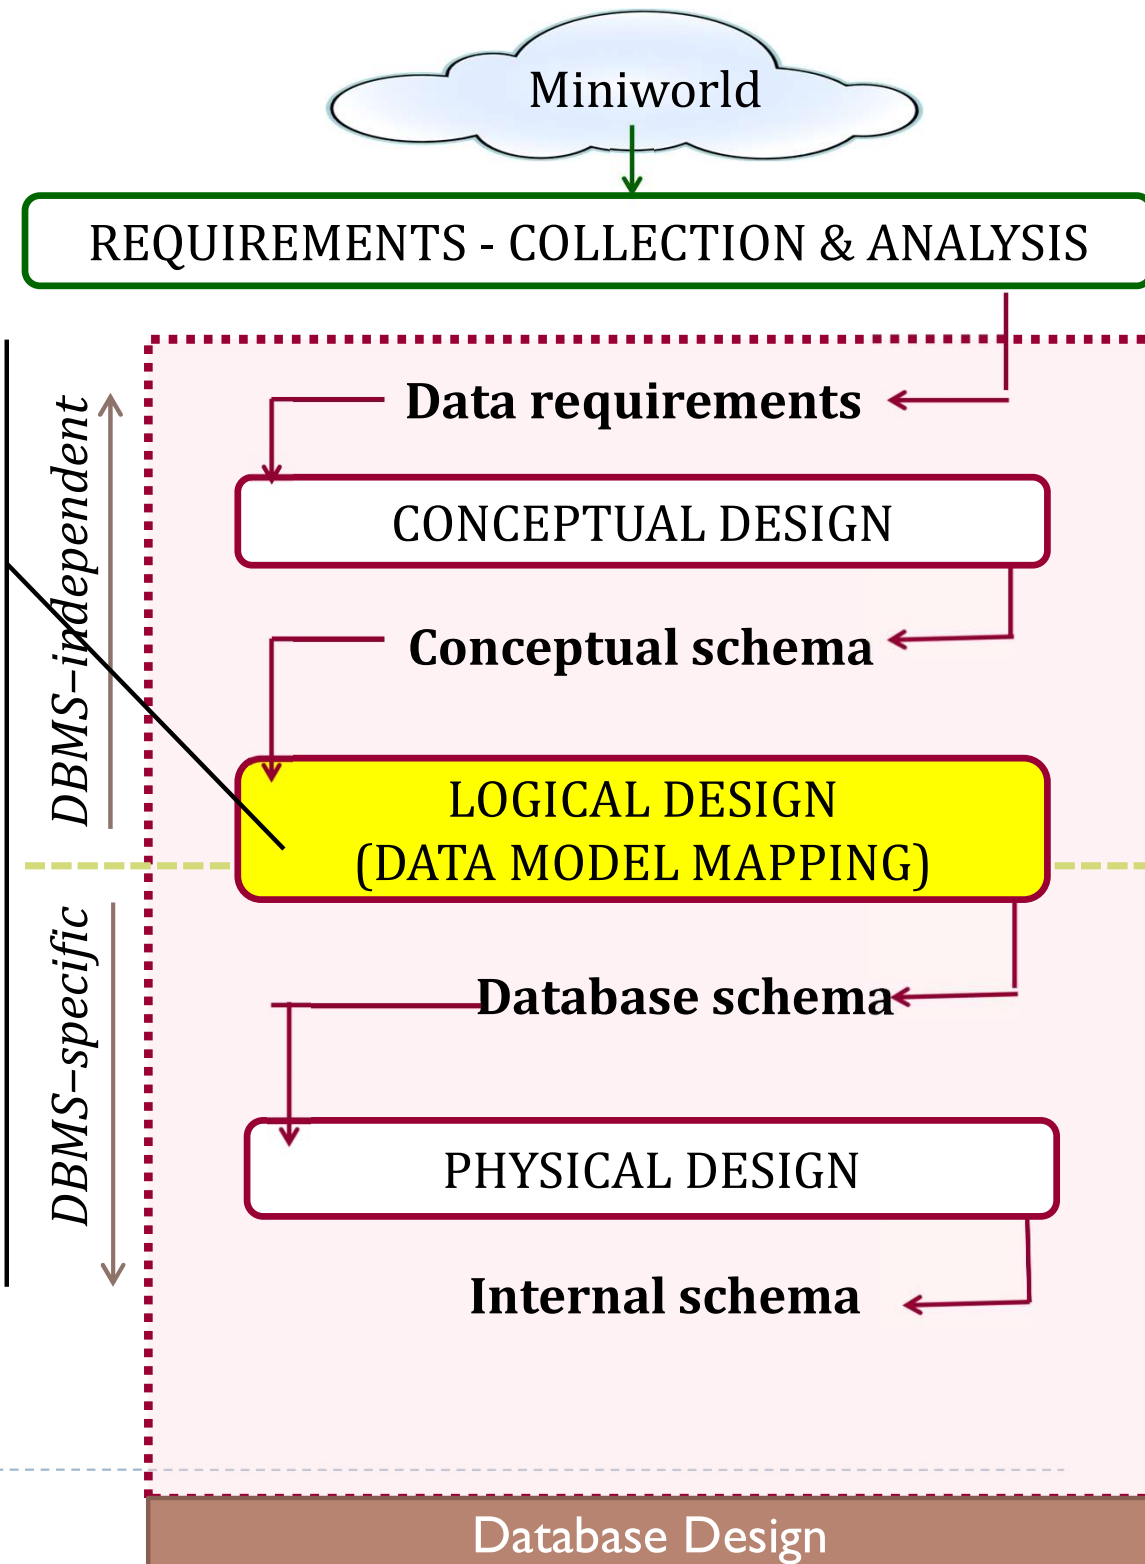 Miniworld
REQUIREMENTS - COLLECTION & ANALYSIS
Data requirements
CONCEPTUAL DESIGN
DBMS–independent
Conceptual schema
LOGICAL DESIGN
(DATA MODEL MAPPING)
DBMS–specific
Database schema
PHYSICAL DESIGN
Internal schema
Database Design